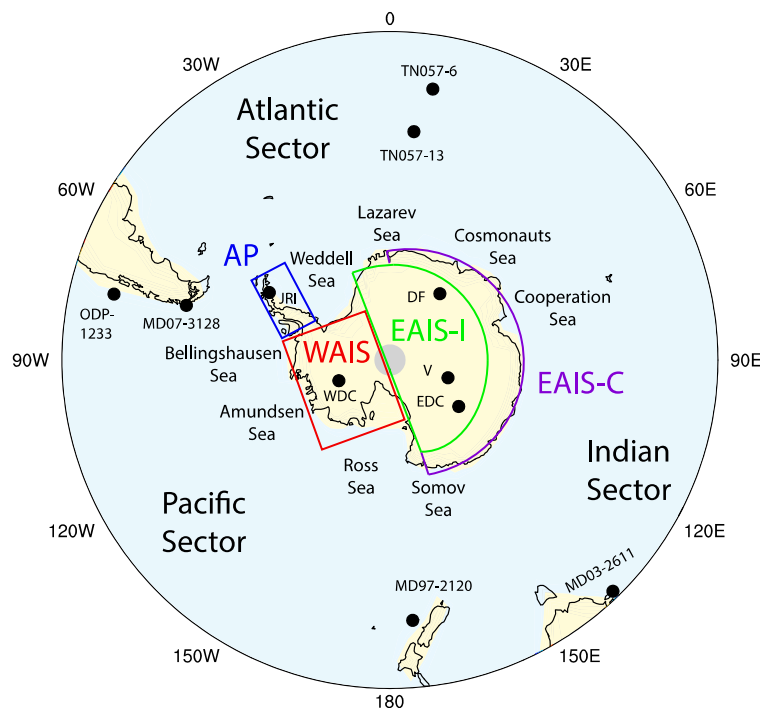 0
30W
30E
TN057-6
Atlantic
Sector
TN057-13
60W
60E
Lazarev
Sea
Cosmonauts
Sea
AP
Weddell
Sea
JRI
DF
Cooperation
Sea
ODP-
1233
MD07-3128
EAIS-I
Bellingshausen
Sea
WAIS
90W
90E
V
EAIS-C
WDC
EDC
Amundsen
Sea
Ross
Sea
Somov
Sea
Indian
Sector
Pacific
Sector
120W
120E
MD03-2611
MD97-2120
150W
150E
180